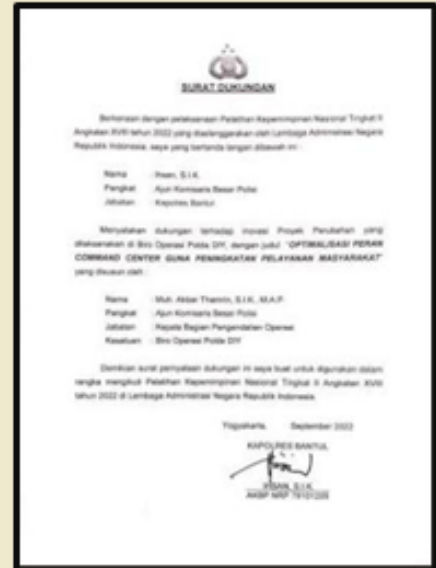 SURAT DUKUNGAN
Berkenaan dengan pelaksanaan Pelatihan Kepemimpinan Nasional Tingkat II
Angkatan XVIII tahun 2022 yang diselenggarakan oleh Lembaga Administrasi Negara
Republik Indonesia, saya yang bertanda tangan dibawah ini :
Nama : Ihsan, S.I.K.
Pangkat : Ajun Komisaris Besar Polisi
Jabatan : Kapolres Bantul
Menyatakan dukungan terhadap inovasi Proyek Perubahan yang
dilaksanakan di Biro Operasi Polda DIY, dengan judul "OPTIMALISASI PERAN
COMMAND CENTER GUNA PENINGKATAN PELAYANAN MASYARAKAT"
yang disusun oleh :
Nama : Muh. Akbar Thamrin, S.I.K., M.A.P.
Pangkat : Ajun Komisaris Besar Polisi
Jabatan : Kepala Bagian Pengendalian Operasi
Kesatuan : Biro Operasi Polda DIY
Demikian surat pernyataan dukungan ini saya buat untuk digunakan dalam
rangka mengikuti Pelatihan Kepemimpinan Nasional Tingkat II Angkatan XVIII
tahun 2022 di Lembaga Administrasi Negara Republik Indonesia.
Yogyakarta, September 2022
KAPOLRES BANTUL
IHSAN, S.I.K.
AKBP NRP